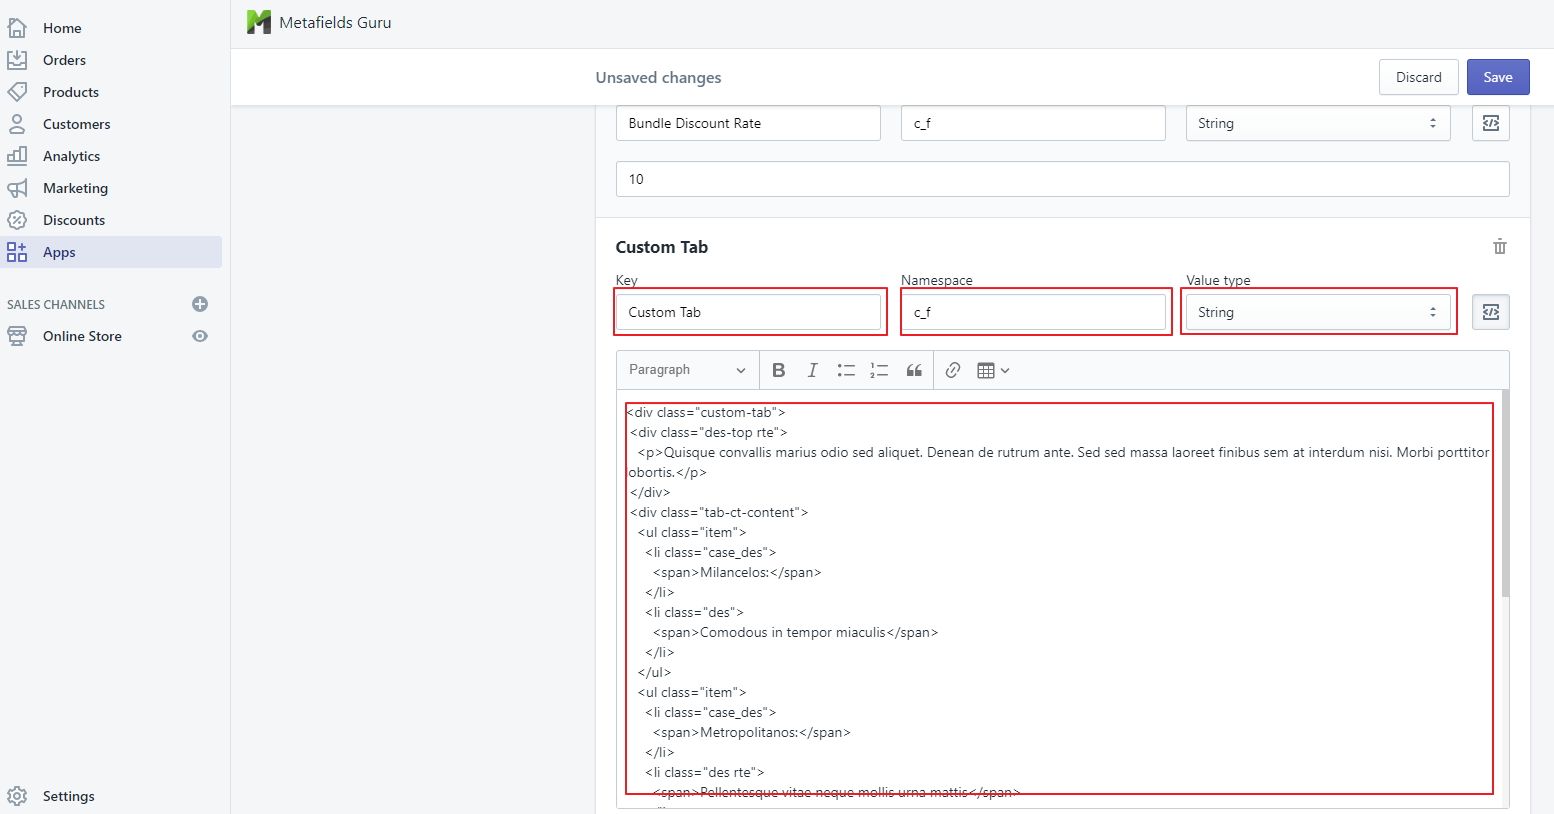 Home
Orders
Products
Customers
Analytics
Marketing
Discounts
Apps
SALES CHANNELS
Online Store
Settings
Metafields Guru
Unsaved changes
Discard
Save
Bundle Discount Rate
c_f
String
10
Custom Tab
Key
Namespace
Value type
Custom Tab
c_f
String
Paragraph
<div class="custom-tab">
<div class="des-top rte">
<p>Quisque convallis marius odio sed aliquet. Denean de rutrum ante. Sed sed massa laoreet finibus sem at interdum nisi. Morbi porttitor
obortis.</p>
</div>
<div class="tab-ct-content">
<ul class="item">
<li class="case_des">
<span>Milancelos:</span>
</li>
<li class="des">
<span>Comodous in tempor miaculis</span>
</li>
</ul>
<ul class="item">
<li class="case_des">
<span>Metropolitanos:</span>
</li>
<li class="des rte">
<span>Pellentesque vitae neque mollis urna mattis</span>